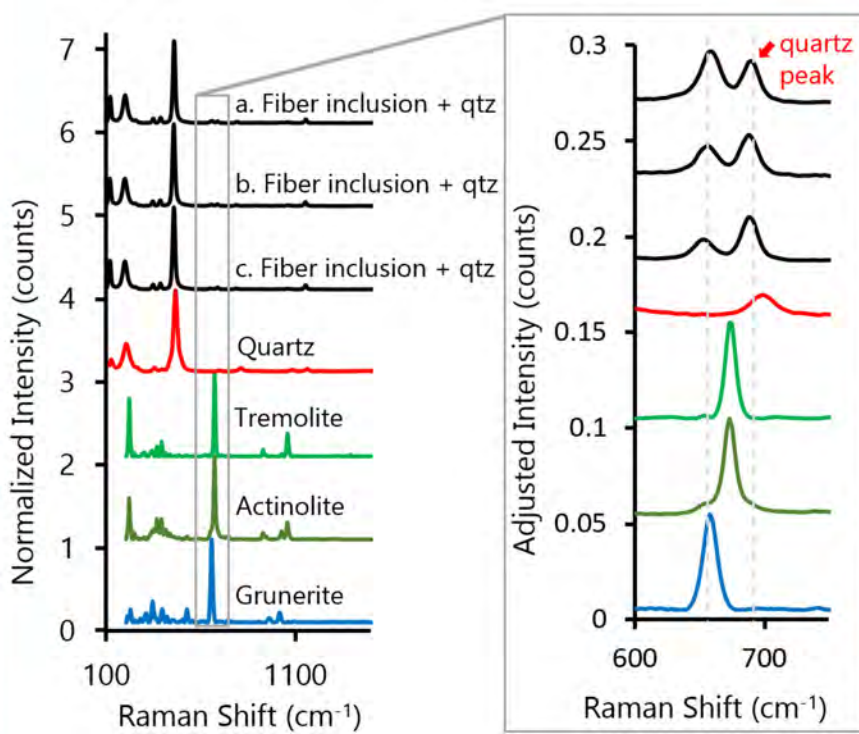 7
6
5
4
3
2
1
0
Normalized Intensity (counts)
a. Fiber inclusion + qtz
b. Fiber inclusion + qtz
c. Fiber inclusion + qtz
Quartz
Tremolite
Actinolite
Grunerite
100
1100
Raman Shift (cm⁻¹)
0.3
0.25
0.2
0.15
0.1
0.05
0
Adjusted Intensity (counts)
quartz
peak
600
700
Raman Shift (cm⁻¹)